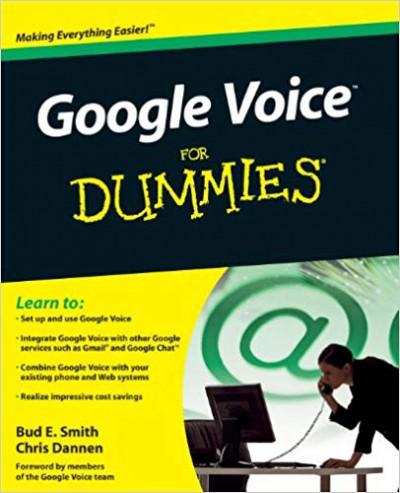 Making Everything Easier!™
Google Voice™
FOR
DUMMIES®
Learn to:
• Set up and use Google Voice
• Integrate Google Voice with other Google
services such as Gmail™ and Google Chat™
• Combine Google Voice with your
existing phone and Web systems
• Realize impressive cost savings
@
Bud E. Smith
Chris Dannen
Foreword by members
of the Google Voice team